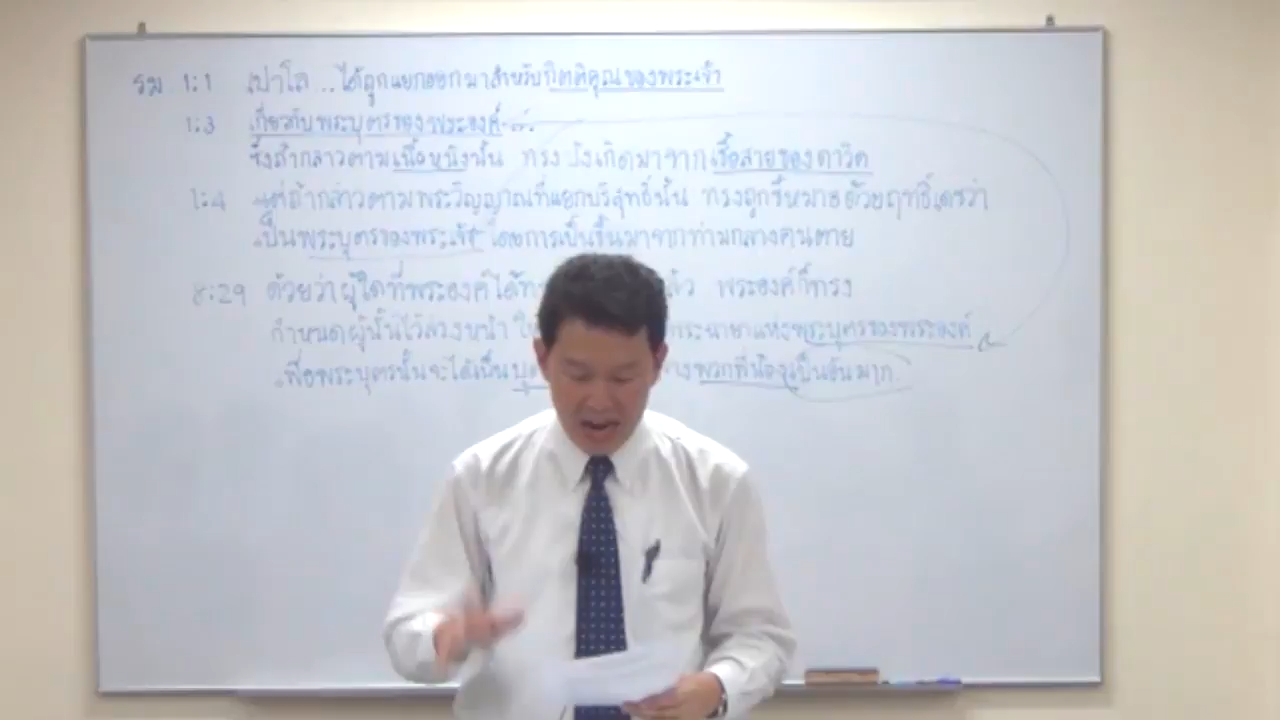 รม 1:1 เปาโล...ได้ถูกแยกออกมาสำหรับกิตติคุณของพระเจ้า
1:3 เกี่ยวกับพระบุตรของพระองค์
ซึ่งถ้ากล่าวตามเนื้อหนังนั้น ทรงบังเกิดมาจากเชื้อสายของดาวิด
1:4 แต่ถ้ากล่าวตามพระวิญญาณที่แยกบริสุทธิ์นั้น ทรงถูกชี้หมายด้วยฤทธิ์เดชว่า
เป็นพระบุตรของพระเจ้า โดยการเป็นขึ้นมาจากท่ามกลางคนตาย
8:29 ด้วยว่าผู้ใดที่พระองค์ได้ แล้ว พระองค์ก็ทรง
กำหนดผู้นั้นไว้ล่วงหน้า ให้ พระฉายาแห่งพระบุตรของพระองค์
เพื่อพระบุตรนั้นจะได้เป็น พวกพี่น้องเป็นอันมาก